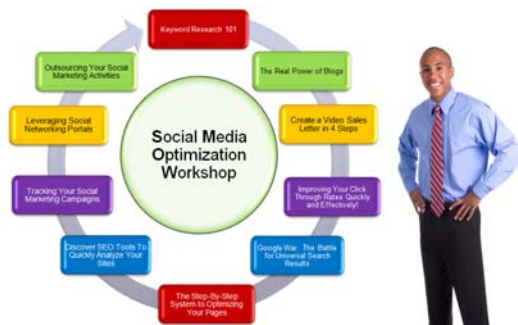 Keyword Research 101
The Real Power of Blogs
Create a Video Sales
Letter in 4 Steps
Improving Your Click
Through Rates Quickly
and Effectively!
Google War: The Battle
for Universal Search
Results
The Step-By-Step
System to Optimizing
Your Pages
Discover SEO Tools To
Quickly Analyze Your
Sites
Tracking Your Social
Marketing Campaigns
Leveraging Social
Networking Portals
Outsourcing Your Social
Marketing Activities
Social Media
Optimization
Workshop